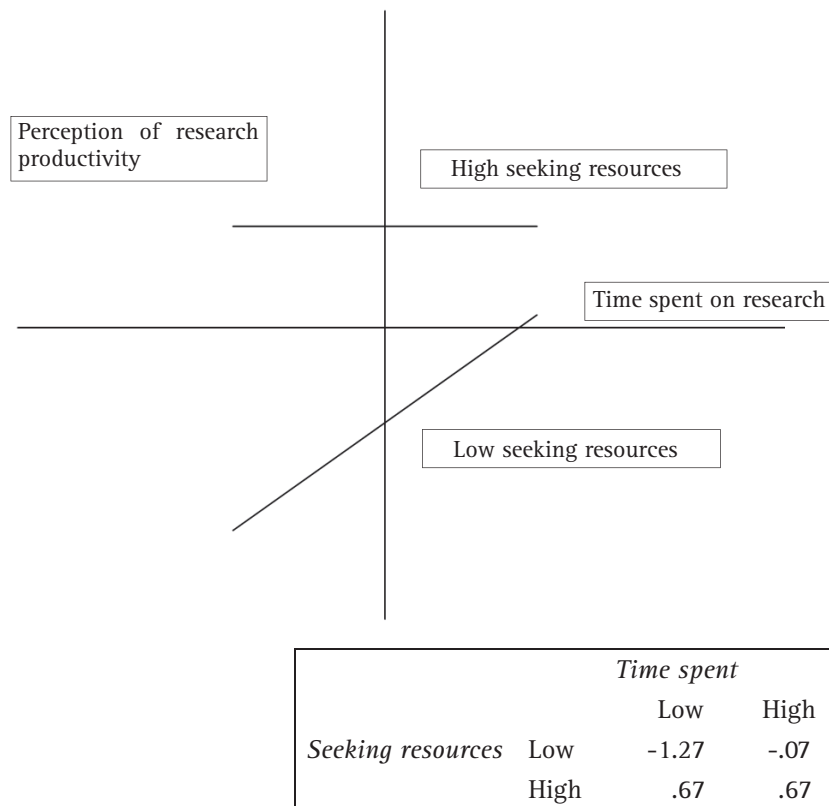 Perception of research
productivity
High seeking resources
Time spent on research
Low seeking resources
Time spent
Low High
Seeking resources Low -1.27 -.07
High .67 .67